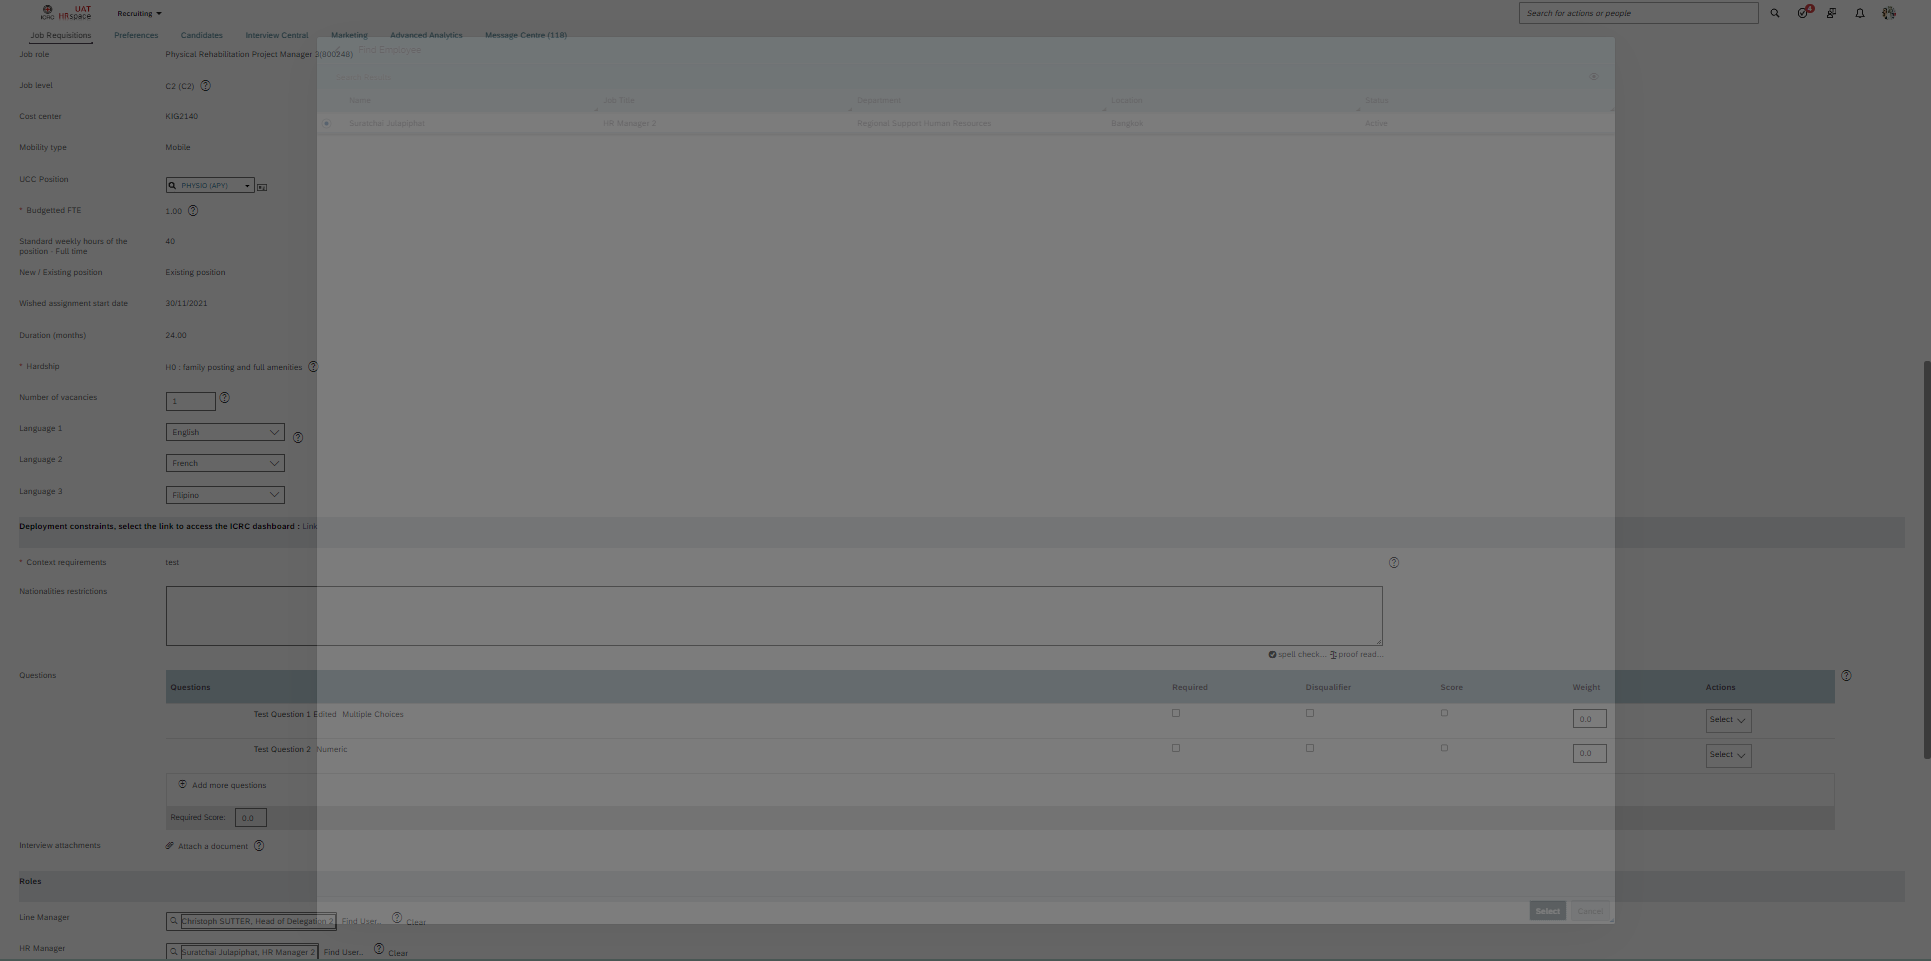 ICRC UAT HRspace
Recruiting
Search for actions or people
4
Job Requisitions Preferences Candidates Interview Central Marketing Advanced Analytics Message Centre (118)
Job role Physical Rehabilitation Project Manager 3(900248)
Find Employee
Search Results
Job level C2 (C2)
Name Job Title Department Location Status
Cost center KIG2140
Suratchai Julapiphat HR Manager 2 Regional Support Human Resources Bangkok Active
Mobility type Mobile
UCC Position PHYSIO (APY)
* Budgetted FTE 1.00
Standard weekly hours of the position - Full time 40
New / Existing position Existing position
Wished assignment start date 30/11/2021
Duration (months) 24.00
* Hardship H0 : family posting and full amenities
Number of vacancies 1
Language 1 English
Language 2 French
Language 3 Filipino
Deployment constraints, select the link to access the ICRC dashboard : Link
* Context requirements test
Nationalities restrictions
spell check... proof read...
Questions
Questions Required Disqualifier Score Weight Actions
Test Question 1 Edited Multiple Choices 0.0 Select
Test Question 2 Numeric 0.0 Select
Add more questions
Required Score: 0.0
Interview attachments Attach a document
Roles
Line Manager Christoph SUTTER, Head of Delegation 2 Find User... Clear
Select Cancel
HR Manager Suratchai Julapiphat, HR Manager 2 Find User... Clear